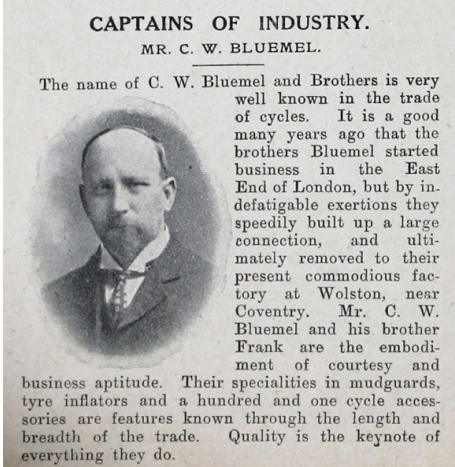 CAPTAINS OF INDUSTRY.
MR. C. W. BLUEMEL.
The name of C. W. Bluemel and Brothers is very
well known in the trade
of cycles. It is a good
many years ago that the
brothers Bluemel started
business in the East
End of London, but by in-
defatigable exertions they
speedily built up a large
connection, and ulti-
mately removed to their
present commodious fac-
tory at Wolston, near
Coventry. Mr. C. W.
Bluemel and his brother
Frank are the embodi-
ment of courtesy and
business aptitude. Their specialities in mudguards,
tyre inflators and a hundred and one cycle acces-
sories are features known through the length and
breadth of the trade. Quality is the keynote of
everything they do.